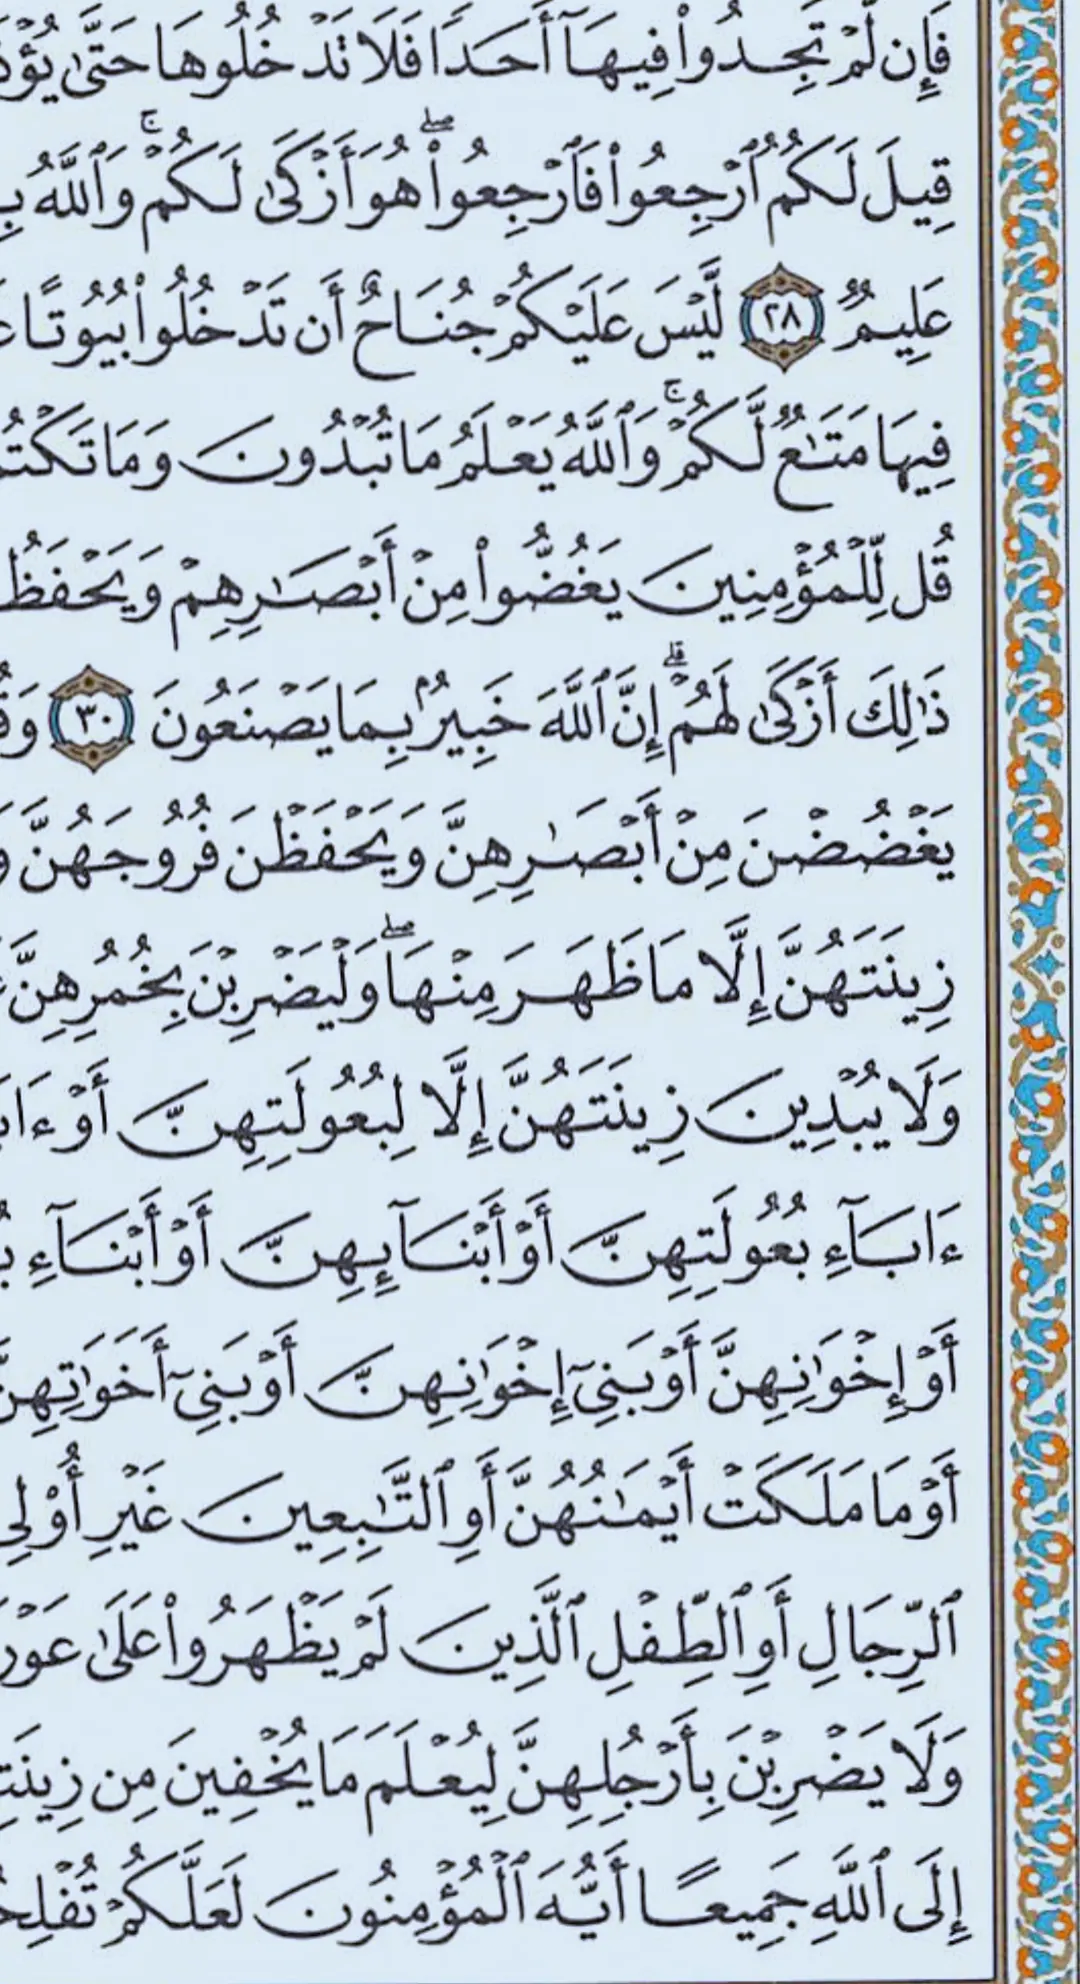 فَإِن لَّمْ تَجِدُوا۟ فِيهَآ أَحَدًا فَلَا تَدْخُلُوهَا حَتَّىٰ يُؤْذَ
قِيلَ لَكُمُ ٱرْجِعُوا۟ فَٱرْجِعُوا۟ ۖ هُوَ أَزْكَىٰ لَكُمْ ۚ وَٱللَّهُ بِ
عَلِيمٌ ٢٨ لَّيْسَ عَلَيْكُمْ جُنَاحٌ أَن تَدْخُلُوا۟ بُيُوتًا غَ
فِيهَا مَتَـٰعٌ لَّكُمْ ۚ وَٱللَّهُ يَعْلَمُ مَا تُبْدُونَ وَمَا تَكْتُمُ
قُل لِّلْمُؤْمِنِينَ يَغُضُّوا۟ مِنْ أَبْصَـٰرِهِمْ وَيَحْفَظُ
ذَٰلِكَ أَزْكَىٰ لَهُمْ ۗ إِنَّ ٱللَّهَ خَبِيرٌۢ بِمَا يَصْنَعُونَ ٣٠ وَقُ
يَغْضُضْنَ مِنْ أَبْصَـٰرِهِنَّ وَيَحْفَظْنَ فُرُوجَهُنَّ وَ
زِينَتَهُنَّ إِلَّا مَا ظَهَرَ مِنْهَا ۖ وَلْيَضْرِبْنَ بِخُمُرِهِنَّ عَ
وَلَا يُبْدِينَ زِينَتَهُنَّ إِلَّا لِبُعُولَتِهِنَّ أَوْ ءَابَ
ءَابَآءِ بُعُولَتِهِنَّ أَوْ أَبْنَآئِهِنَّ أَوْ أَبْنَآءِ بُ
أَوْ إِخْوَٰنِهِنَّ أَوْ بَنِىٓ إِخْوَٰنِهِنَّ أَوْ بَنِىٓ أَخَوَٰتِهِنَّ
أَوْ مَا مَلَكَتْ أَيْمَـٰنُهُنَّ أَوِ ٱلتَّـٰبِعِينَ غَيْرِ أُو۟لِى
ٱلرِّجَالِ أَوِ ٱلطِّفْلِ ٱلَّذِينَ لَمْ يَظْهَرُوا۟ عَلَىٰ عَوْرَ
وَلَا يَضْرِبْنَ بِأَرْجُلِهِنَّ لِيُعْلَمَ مَا يُخْفِينَ مِن زِينَتِ
إِلَى ٱللَّهِ جَمِيعًا أَيُّهَ ٱلْمُؤْمِنُونَ لَعَلَّكُمْ تُفْلِحُ